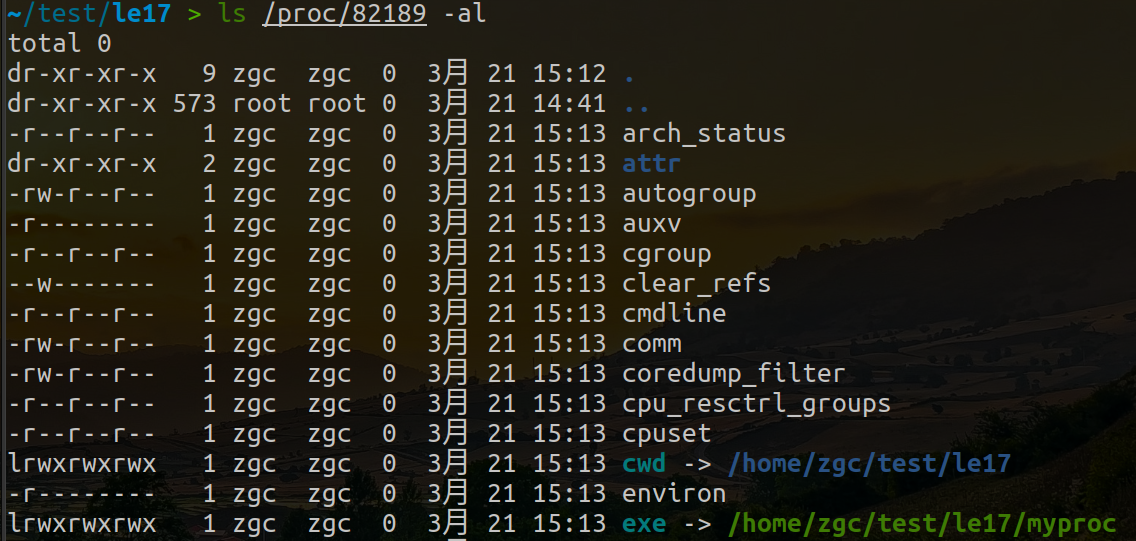 ~/test/le17 > ls /proc/82189 -al
total 0
dr-xr-xr-x   9 zgc  zgc  0  3月  21 15:12 .
dr-xr-xr-x 573 root root 0  3月  21 14:41 ..
-r--r--r--   1 zgc  zgc  0  3月  21 15:13 arch_status
dr-xr-xr-x   2 zgc  zgc  0  3月  21 15:13 attr
-rw-r--r--   1 zgc  zgc  0  3月  21 15:13 autogroup
-r--------   1 zgc  zgc  0  3月  21 15:13 auxv
-r--r--r--   1 zgc  zgc  0  3月  21 15:13 cgroup
--w-------   1 zgc  zgc  0  3月  21 15:13 clear_refs
-r--r--r--   1 zgc  zgc  0  3月  21 15:13 cmdline
-rw-r--r--   1 zgc  zgc  0  3月  21 15:13 comm
-rw-r--r--   1 zgc  zgc  0  3月  21 15:13 coredump_filter
-r--r--r--   1 zgc  zgc  0  3月  21 15:13 cpu_resctrl_groups
-r--r--r--   1 zgc  zgc  0  3月  21 15:13 cpuset
lrwxrwxrwx   1 zgc  zgc  0  3月  21 15:13 cwd -> /home/zgc/test/le17
-r--------   1 zgc  zgc  0  3月  21 15:13 environ
lrwxrwxrwx   1 zgc  zgc  0  3月  21 15:13 exe -> /home/zgc/test/le17/myproc